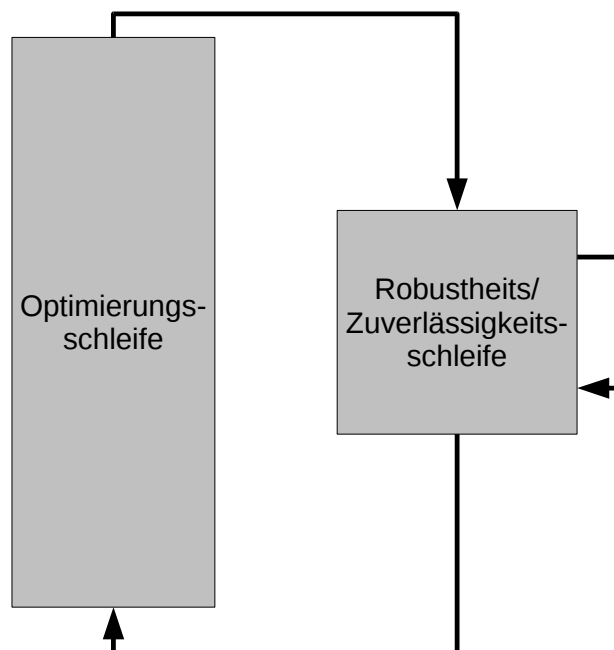 Optimierungs-
schleife
Robustheits/
Zuverlässigkeits-
schleife